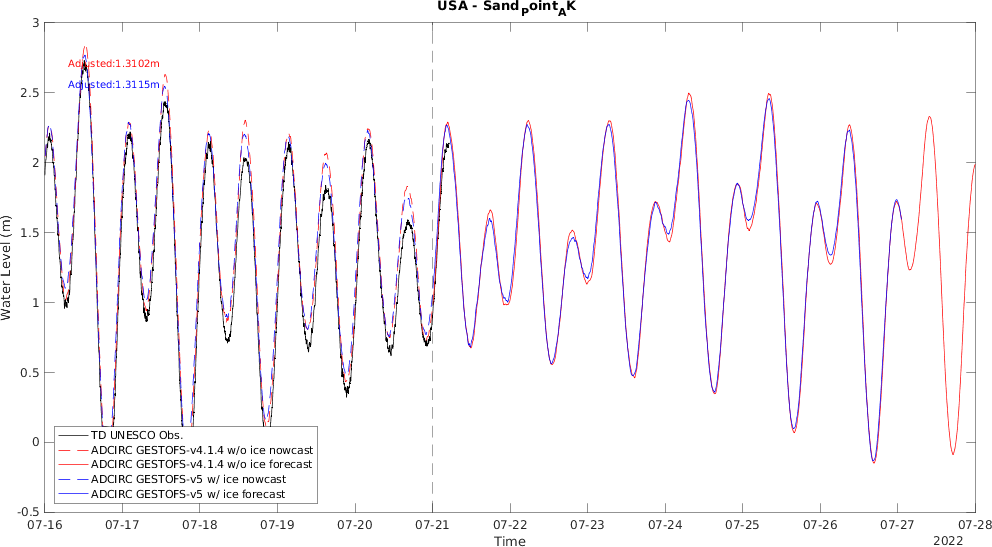 USA - SandPointAK
Adjusted:1.3102m
Adjusted:1.3115m
Water Level (m)
3
2.5
2
1.5
1
0.5
0
-0.5
TD UNESCO Obs.
ADCIRC GESTOFS-v4.1.4 w/o ice nowcast
ADCIRC GESTOFS-v4.1.4 w/o ice forecast
ADCIRC GESTOFS-v5 w/ ice nowcast
ADCIRC GESTOFS-v5 w/ ice forecast
07-16 07-17 07-18 07-19 07-20 07-21 07-22 07-23 07-24 07-25 07-26 07-27 07-28
Time
2022